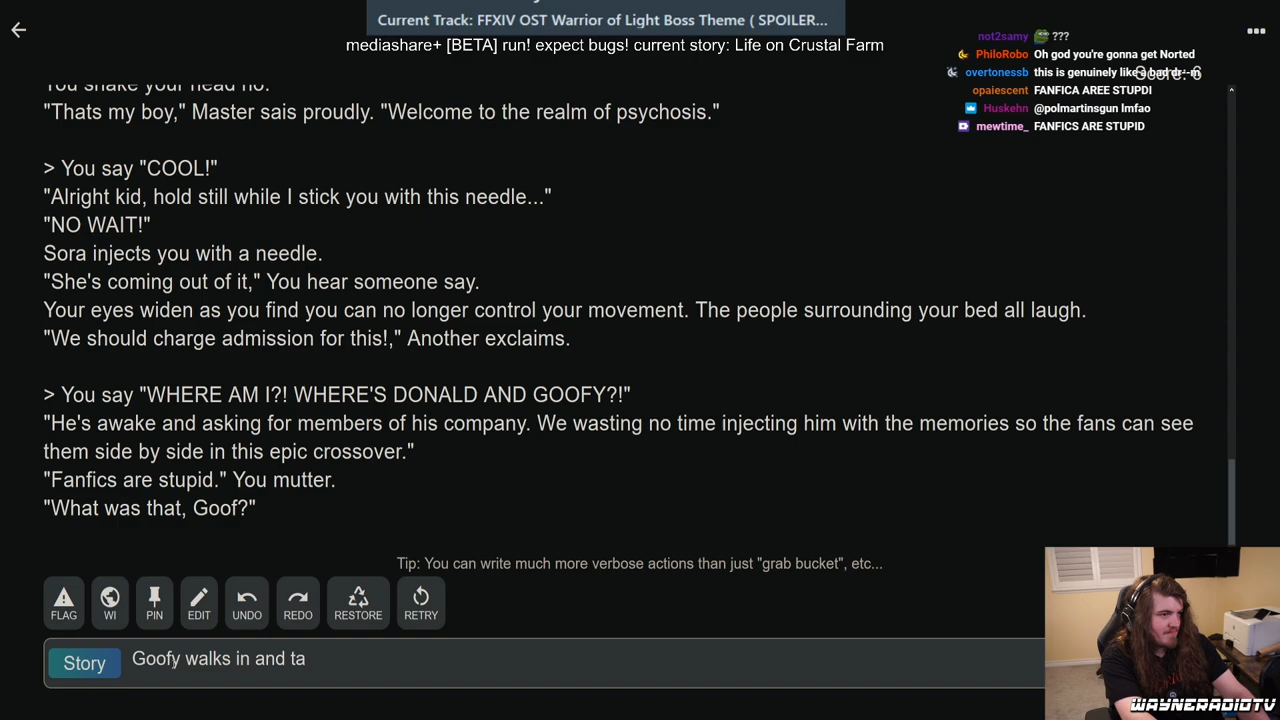 Current Track: FFXIV OST Warrior of Light Boss Theme ( SPOILER...
mediashare+ [BETA] run! expect bugs! current story: Life on Crustal Farm
not2samy ???
PhiloRobo Oh god you're gonna get Norted
overtonessb this is genuinely like a bad dr--m
opaiescent FANFICA AREE STUPDI
Huskehn @polmartinsgun lmfao
mewtime_ FANFICS ARE STUPID
You shake your head no.
"Thats my boy," Master sais proudly. "Welcome to the realm of psychosis."
> You say "COOL!"
"Alright kid, hold still while I stick you with this needle..."
"NO WAIT!"
Sora injects you with a needle.
"She's coming out of it," You hear someone say.
Your eyes widen as you find you can no longer control your movement. The people surrounding your bed all laugh.
"We should charge admission for this!," Another exclaims.
> You say "WHERE AM I?! WHERE'S DONALD AND GOOFY?!"
"He's awake and asking for members of his company. We wasting no time injecting him with the memories so the fans can see
them side by side in this epic crossover."
"Fanfics are stupid." You mutter.
"What was that, Goof?"
Tip: You can write much more verbose actions than just "grab bucket", etc...
FLAG WI PIN EDIT UNDO REDO RESTORE RETRY
Story Goofy walks in and ta
WAYNERADIOTV